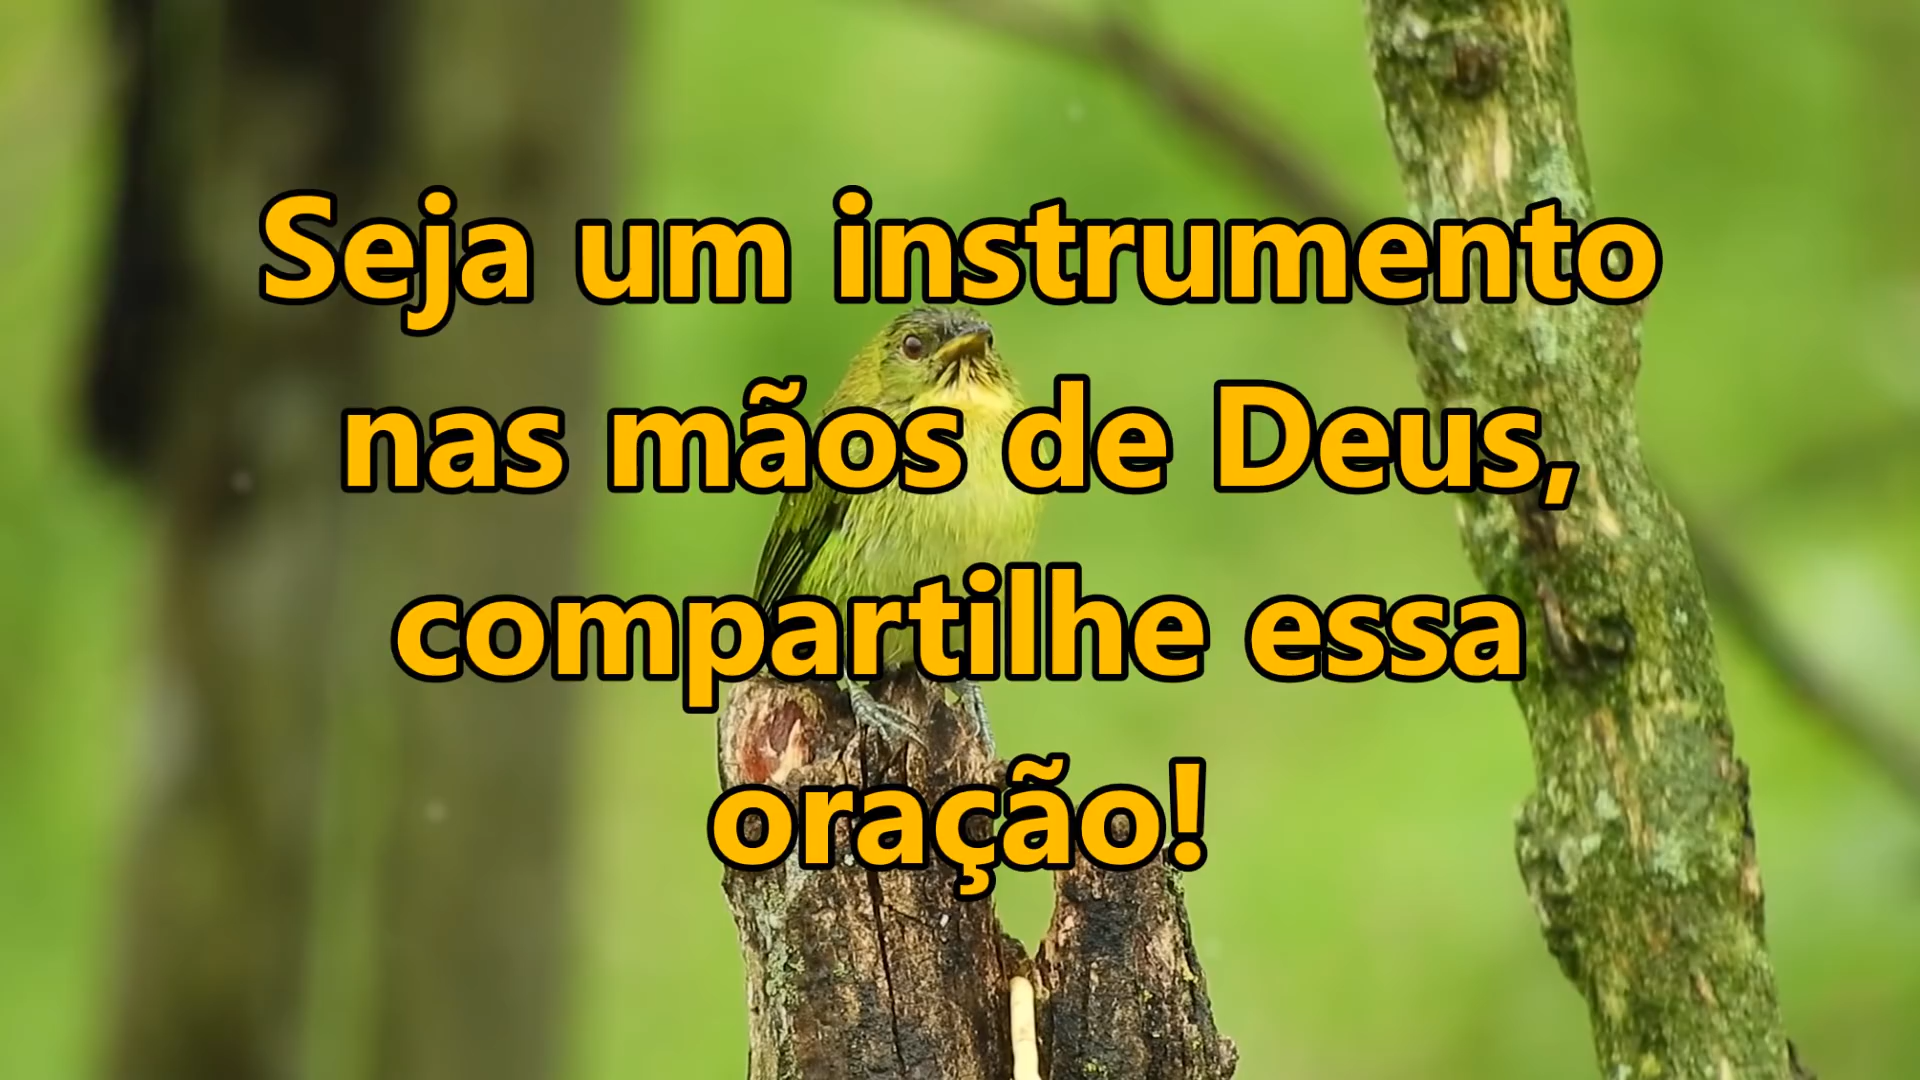 Seja um instrumento
nas mãos de Deus,
compartilhe essa
oração!